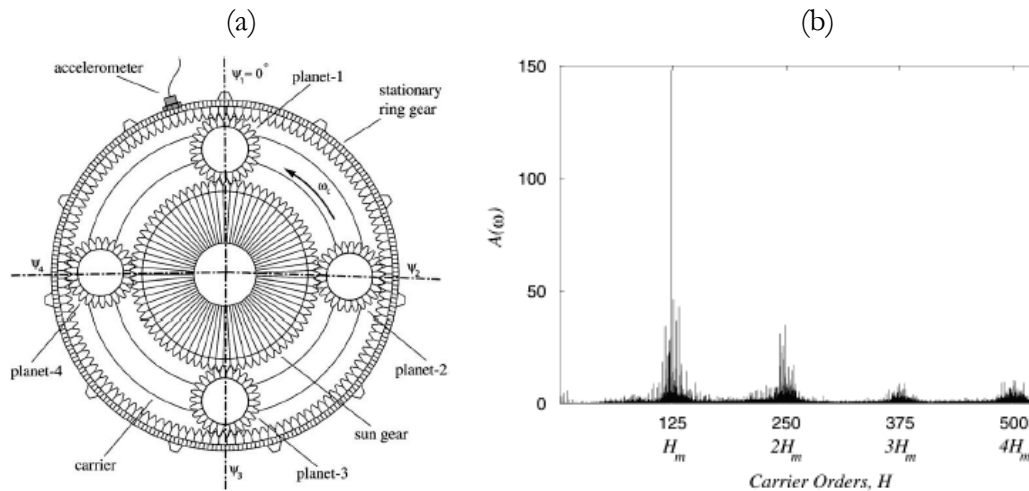 (a)
accelerometer
Ψ₁= 0°
planet-1
stationary
ring gear
ω꜀
Ψ₄
Ψ₂
planet-4
planet-2
carrier
sun gear
planet-3
Ψ₃
(b)
150
100
50
0
A(ω)
125 250 375 500
Hₘ 2Hₘ 3Hₘ 4Hₘ
Carrier Orders, H